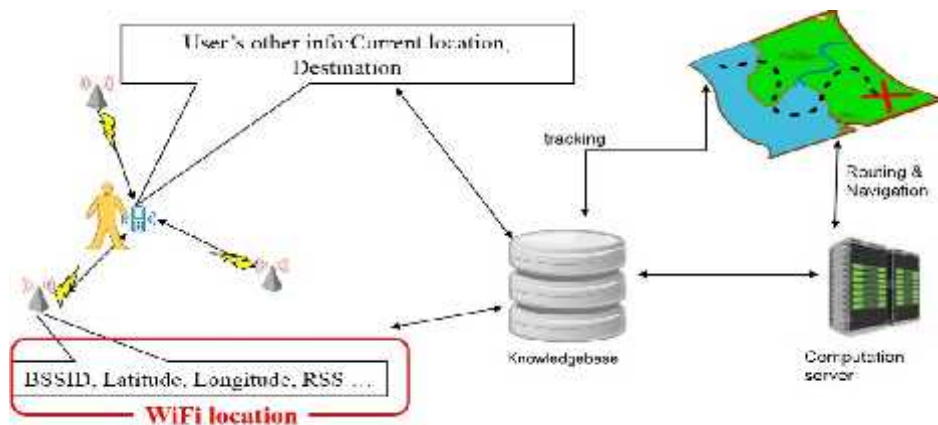 User's other info:Current location,
Destination
tracking
Routing &
Navigation
Knowledgebase
Computation
server
BSSID, Latitude, Longitude, RSS ...
WiFi location